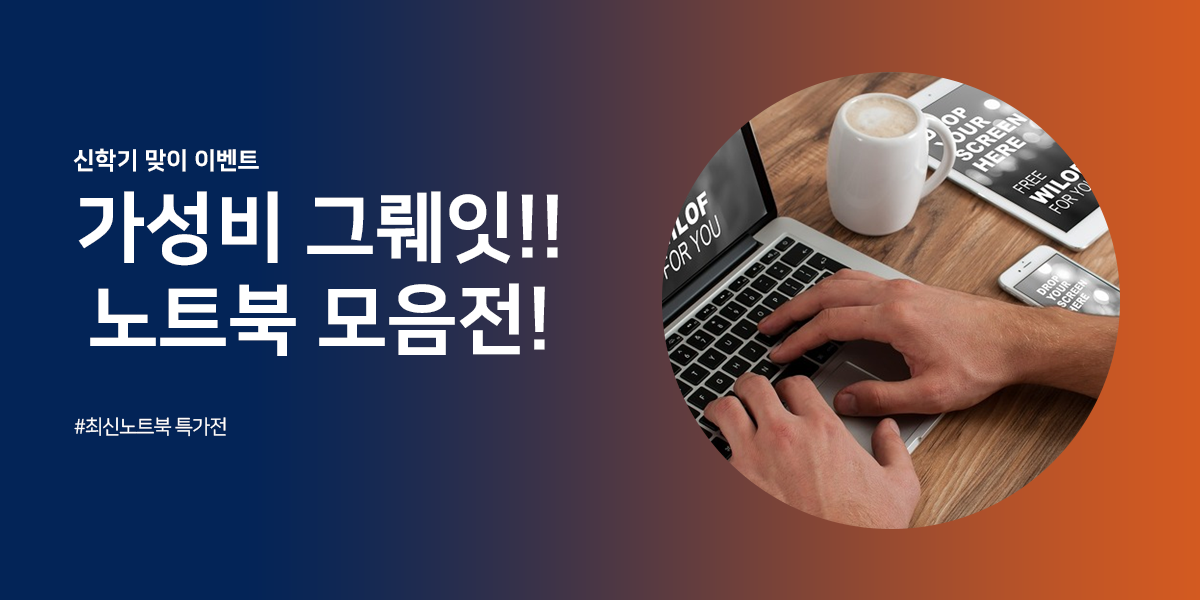 신학기 맞이 이벤트
가성비 그뤠잇!!
노트북 모음전!
#최신노트북 특가전
DROP
YOUR
SCREEN
HERE
FREE
WILOF
FOR YO
ILOF
FOR YOU
DROP
YOUR
SCREEN
HERE